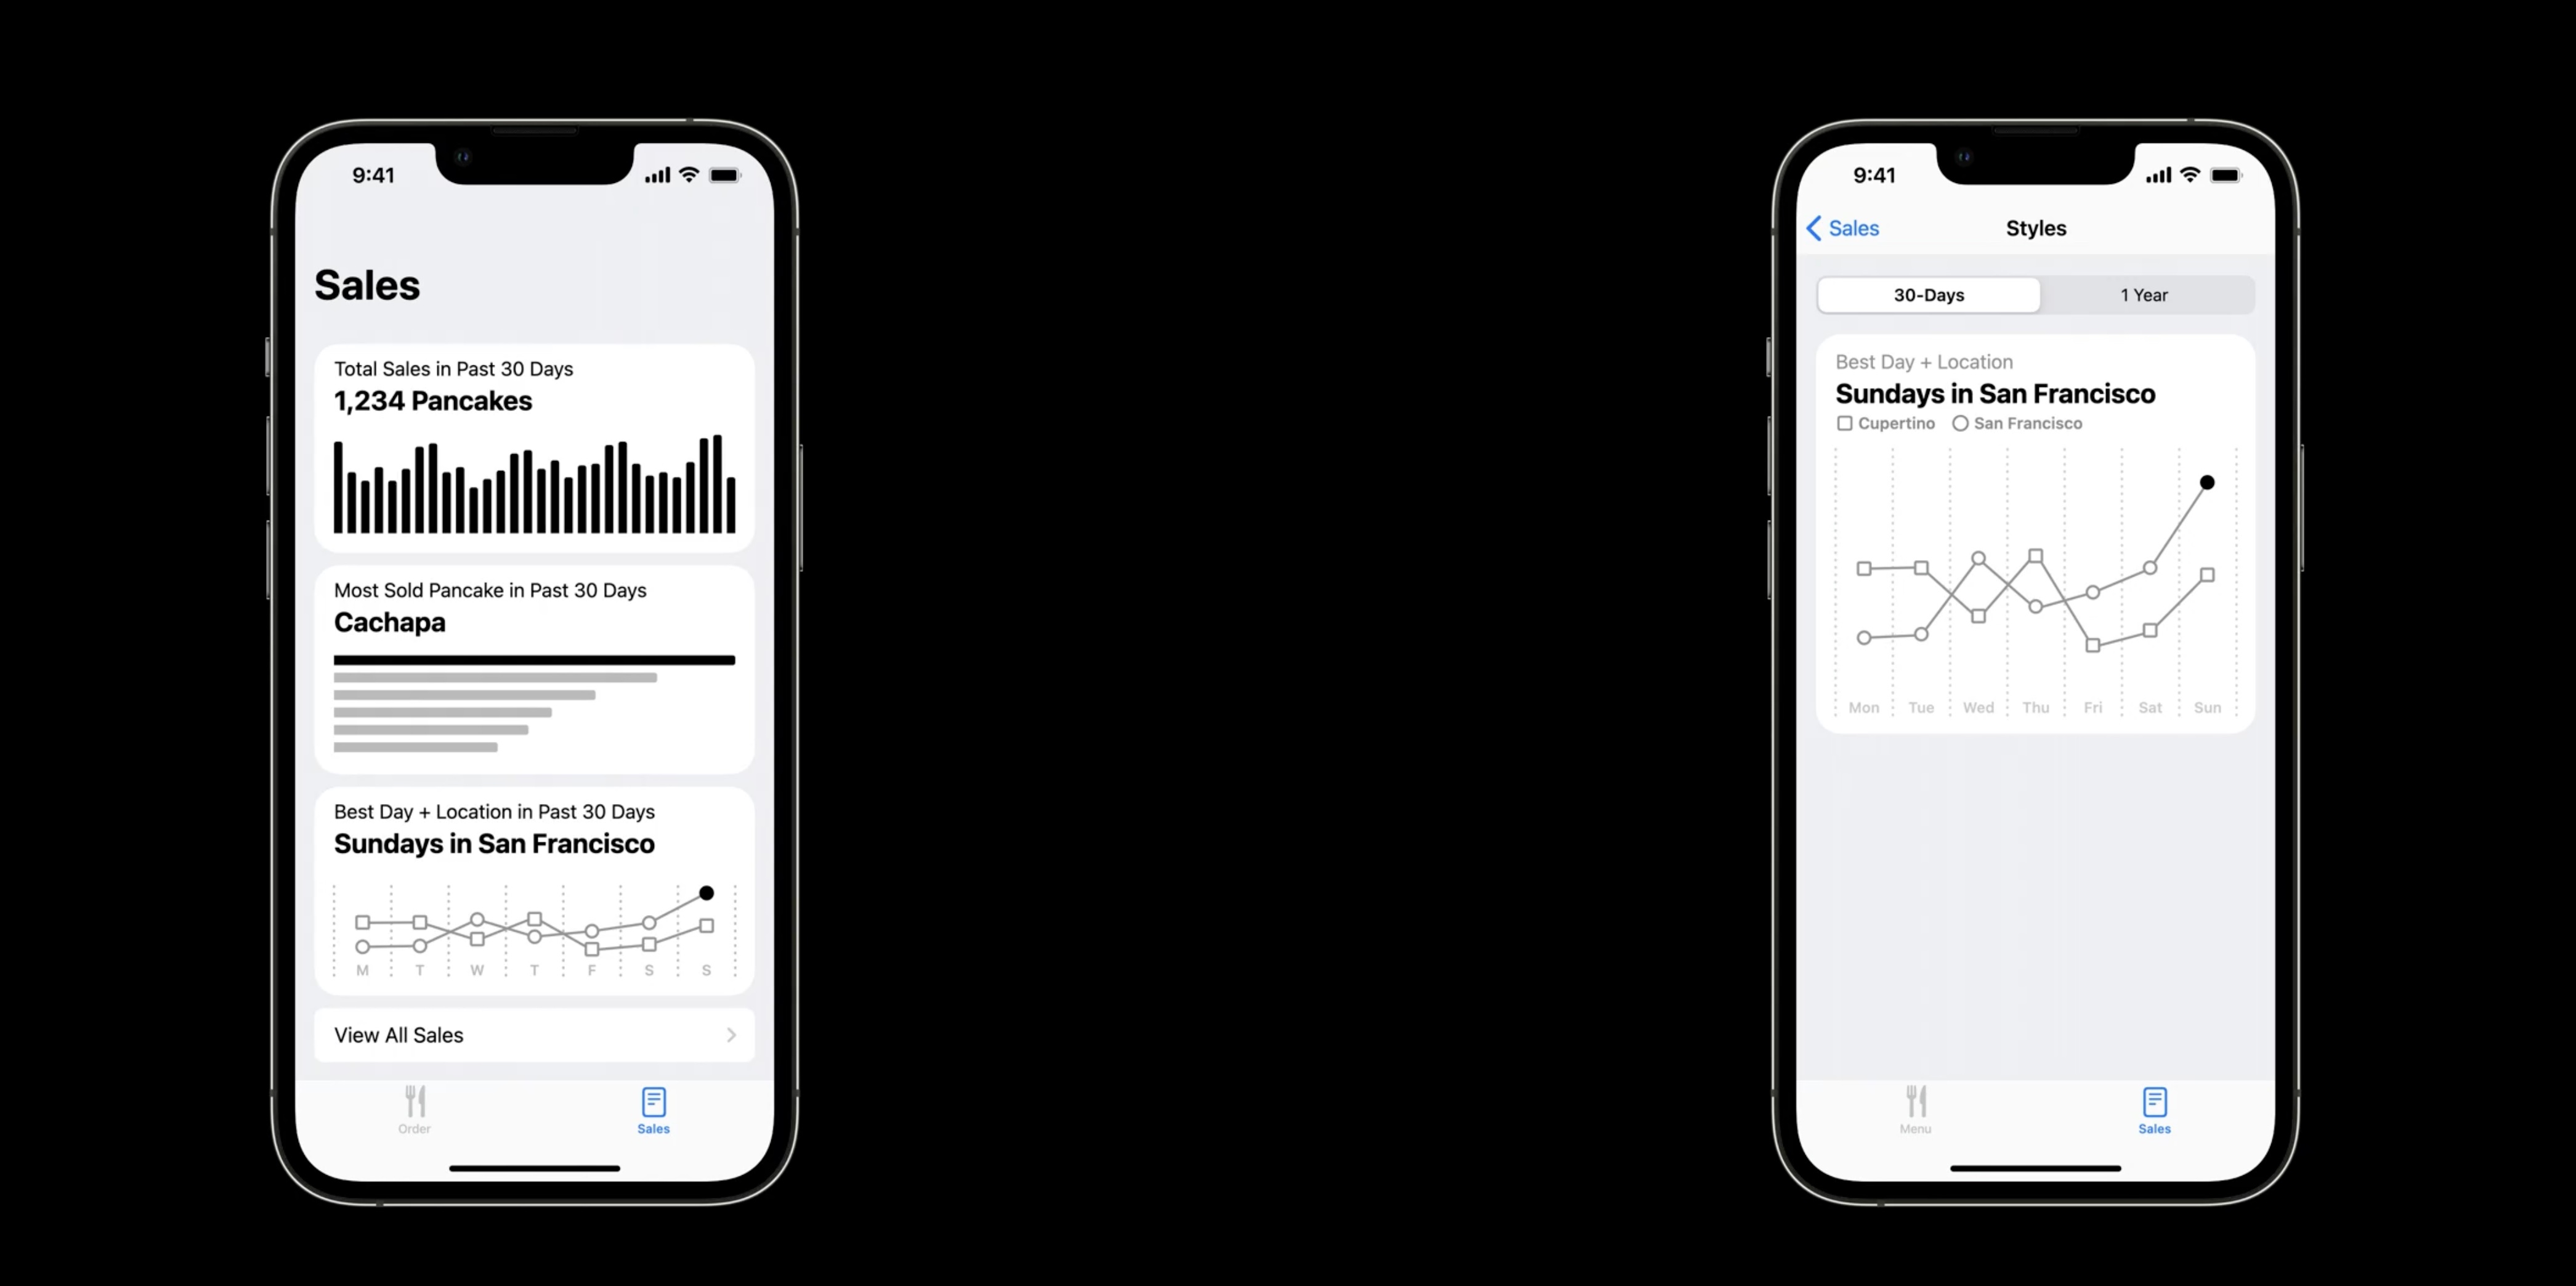 9:41
Sales
Total Sales in Past 30 Days
1,234 Pancakes
Most Sold Pancake in Past 30 Days
Cachapa
Best Day + Location in Past 30 Days
Sundays in San Francisco
M T W T F S S
View All Sales
Order Sales
9:41
Sales Styles
30-Days 1 Year
Best Day + Location
Sundays in San Francisco
Cupertino San Francisco
Mon Tue Wed Thu Fri Sat Sun
Menu Sales